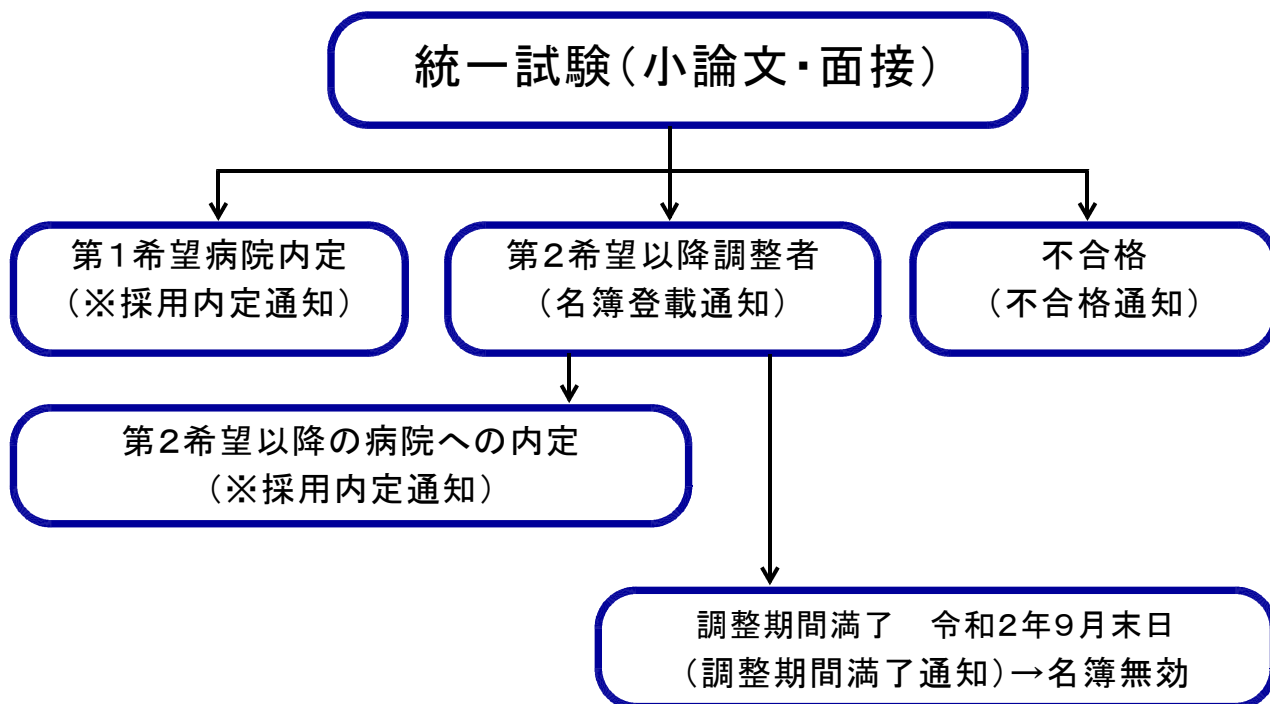 統一試験（小論文・面接）
第１希望病院内定
（※採用内定通知）
第２希望以降調整者
（名簿登載通知）
不合格
（不合格通知）
第２希望以降の病院への内定
（※採用内定通知）
調整期間満了　令和２年９月末日
（調整期間満了通知）→名簿無効